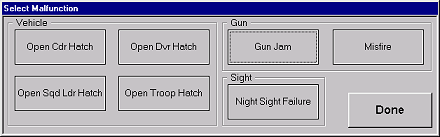 Select Malfunction
Vehicle
Open Cdr Hatch
Open Dvr Hatch
Open Sqd Ldr Hatch
Open Troop Hatch
Gun
Gun Jam
Misfire
Sight
Night Sight Failure
Done